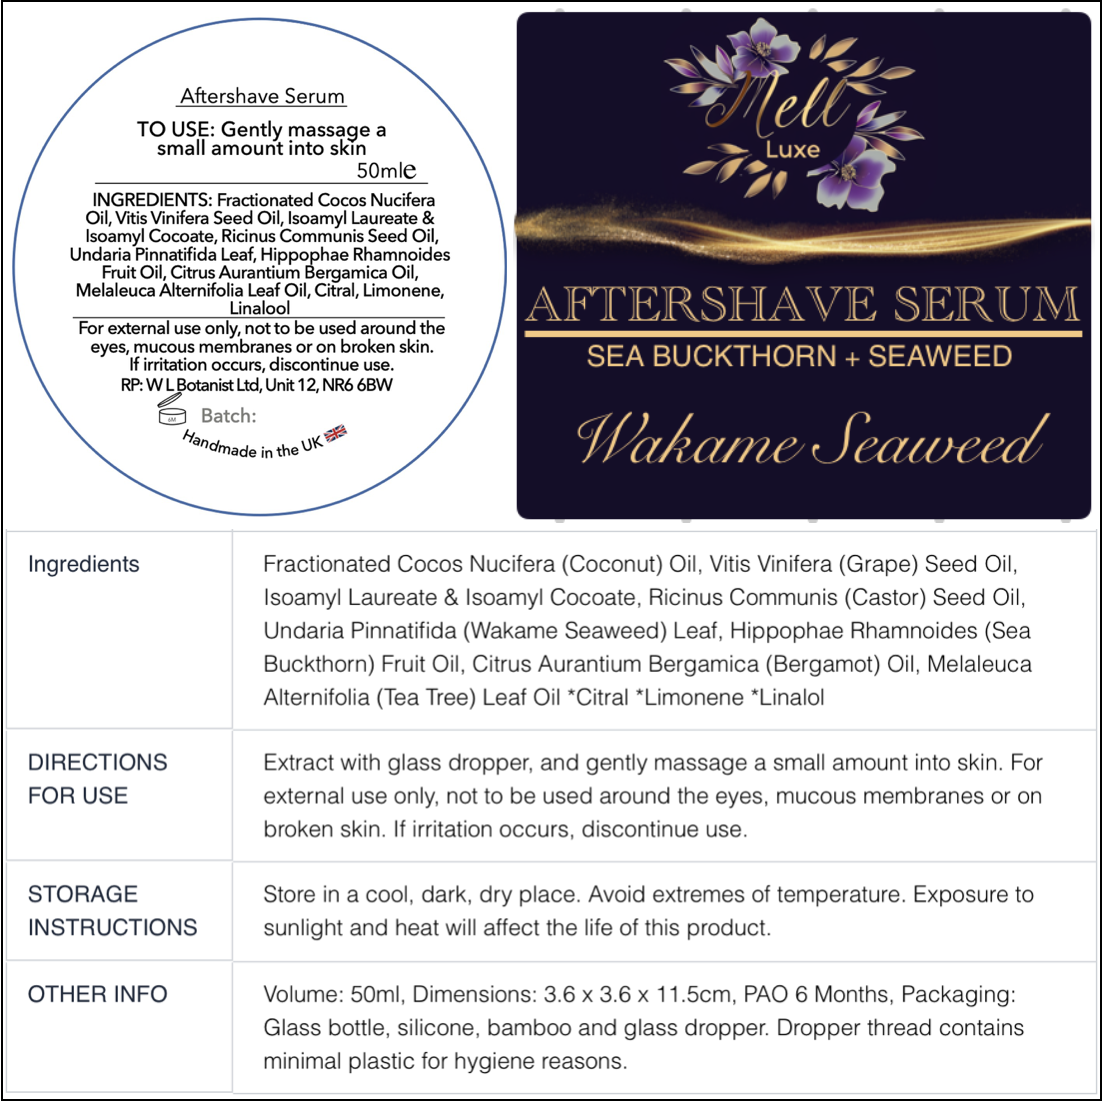 Aftershave Serum
TO USE: Gently massage a
small amount into skin
50ml℮
INGREDIENTS: Fractionated Cocos Nucifera
Oil, Vitis Vinifera Seed Oil, Isoamyl Laureate &
Isoamyl Cocoate, Ricinus Communis Seed Oil,
Undaria Pinnatifida Leaf, Hippophae Rhamnoides
Fruit Oil, Citrus Aurantium Bergamica Oil,
Melaleuca Alternifolia Leaf Oil, Citral, Limonene,
Linalool
For external use only, not to be used around the
eyes, mucous membranes or on broken skin.
If irritation occurs, discontinue use.
RP: W L Botanist Ltd, Unit 12, NR6 6BW
6M
Batch:
Handmade in the UK
Mell
Luxe
AFTERSHAVE SERUM
SEA BUCKTHORN + SEAWEED
Wakame Seaweed
Ingredients
Fractionated Cocos Nucifera (Coconut) Oil, Vitis Vinifera (Grape) Seed Oil,
Isoamyl Laureate & Isoamyl Cocoate, Ricinus Communis (Castor) Seed Oil,
Undaria Pinnatifida (Wakame Seaweed) Leaf, Hippophae Rhamnoides (Sea
Buckthorn) Fruit Oil, Citrus Aurantium Bergamica (Bergamot) Oil, Melaleuca
Alternifolia (Tea Tree) Leaf Oil *Citral *Limonene *Linalol
DIRECTIONS
FOR USE
Extract with glass dropper, and gently massage a small amount into skin. For
external use only, not to be used around the eyes, mucous membranes or on
broken skin. If irritation occurs, discontinue use.
STORAGE
INSTRUCTIONS
Store in a cool, dark, dry place. Avoid extremes of temperature. Exposure to
sunlight and heat will affect the life of this product.
OTHER INFO
Volume: 50ml, Dimensions: 3.6 x 3.6 x 11.5cm, PAO 6 Months, Packaging:
Glass bottle, silicone, bamboo and glass dropper. Dropper thread contains
minimal plastic for hygiene reasons.